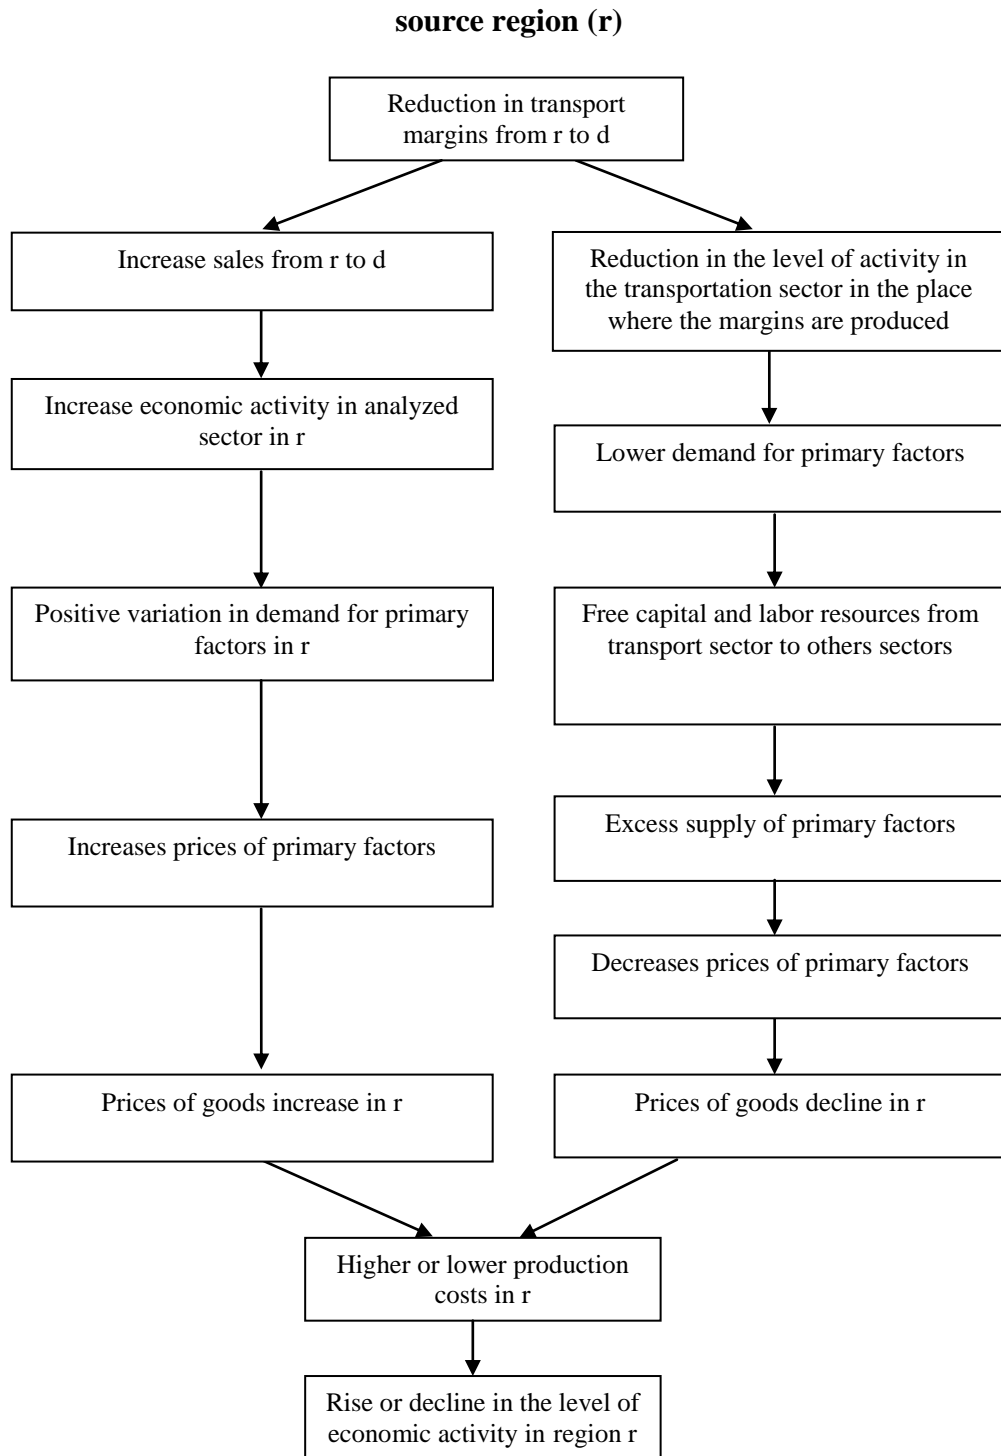 source region (r)
Reduction in transport
margins from r to d
Increase sales from r to d
Increase economic activity in analyzed
sector in r
Positive variation in demand for primary
factors in r
Increases prices of primary factors
Prices of goods increase in r
Reduction in the level of activity in
the transportation sector in the place
where the margins are produced
Lower demand for primary factors
Free capital and labor resources from
transport sector to others sectors
Excess supply of primary factors
Decreases prices of primary factors
Prices of goods decline in r
Higher or lower production
costs in r
Rise or decline in the level of
economic activity in region r